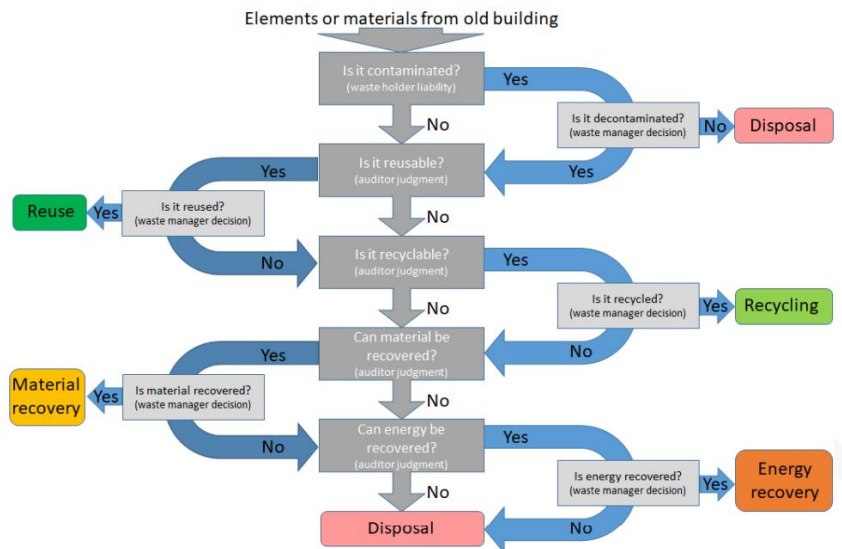 Elements or materials from old building
Is it contaminated?
(waste holder liability)
Yes
No
Is it decontaminated?
(waste manager decision)
No
Disposal
Yes
Is it reusable?
(auditor judgment)
Yes
Is it reused?
(waste manager decision)
Yes
Reuse
No
No
Is it recyclable?
(auditor judgment)
Yes
Is it recycled?
(waste manager decision)
Yes
Recycling
No
No
Can material be
recovered?
(auditor judgment)
Yes
Is material recovered?
(waste manager decision)
Yes
Material
recovery
No
No
Can energy be
recovered?
(auditor judgment)
Yes
Is energy recovered?
(waste manager decision)
Yes
Energy
recovery
No
No
Disposal